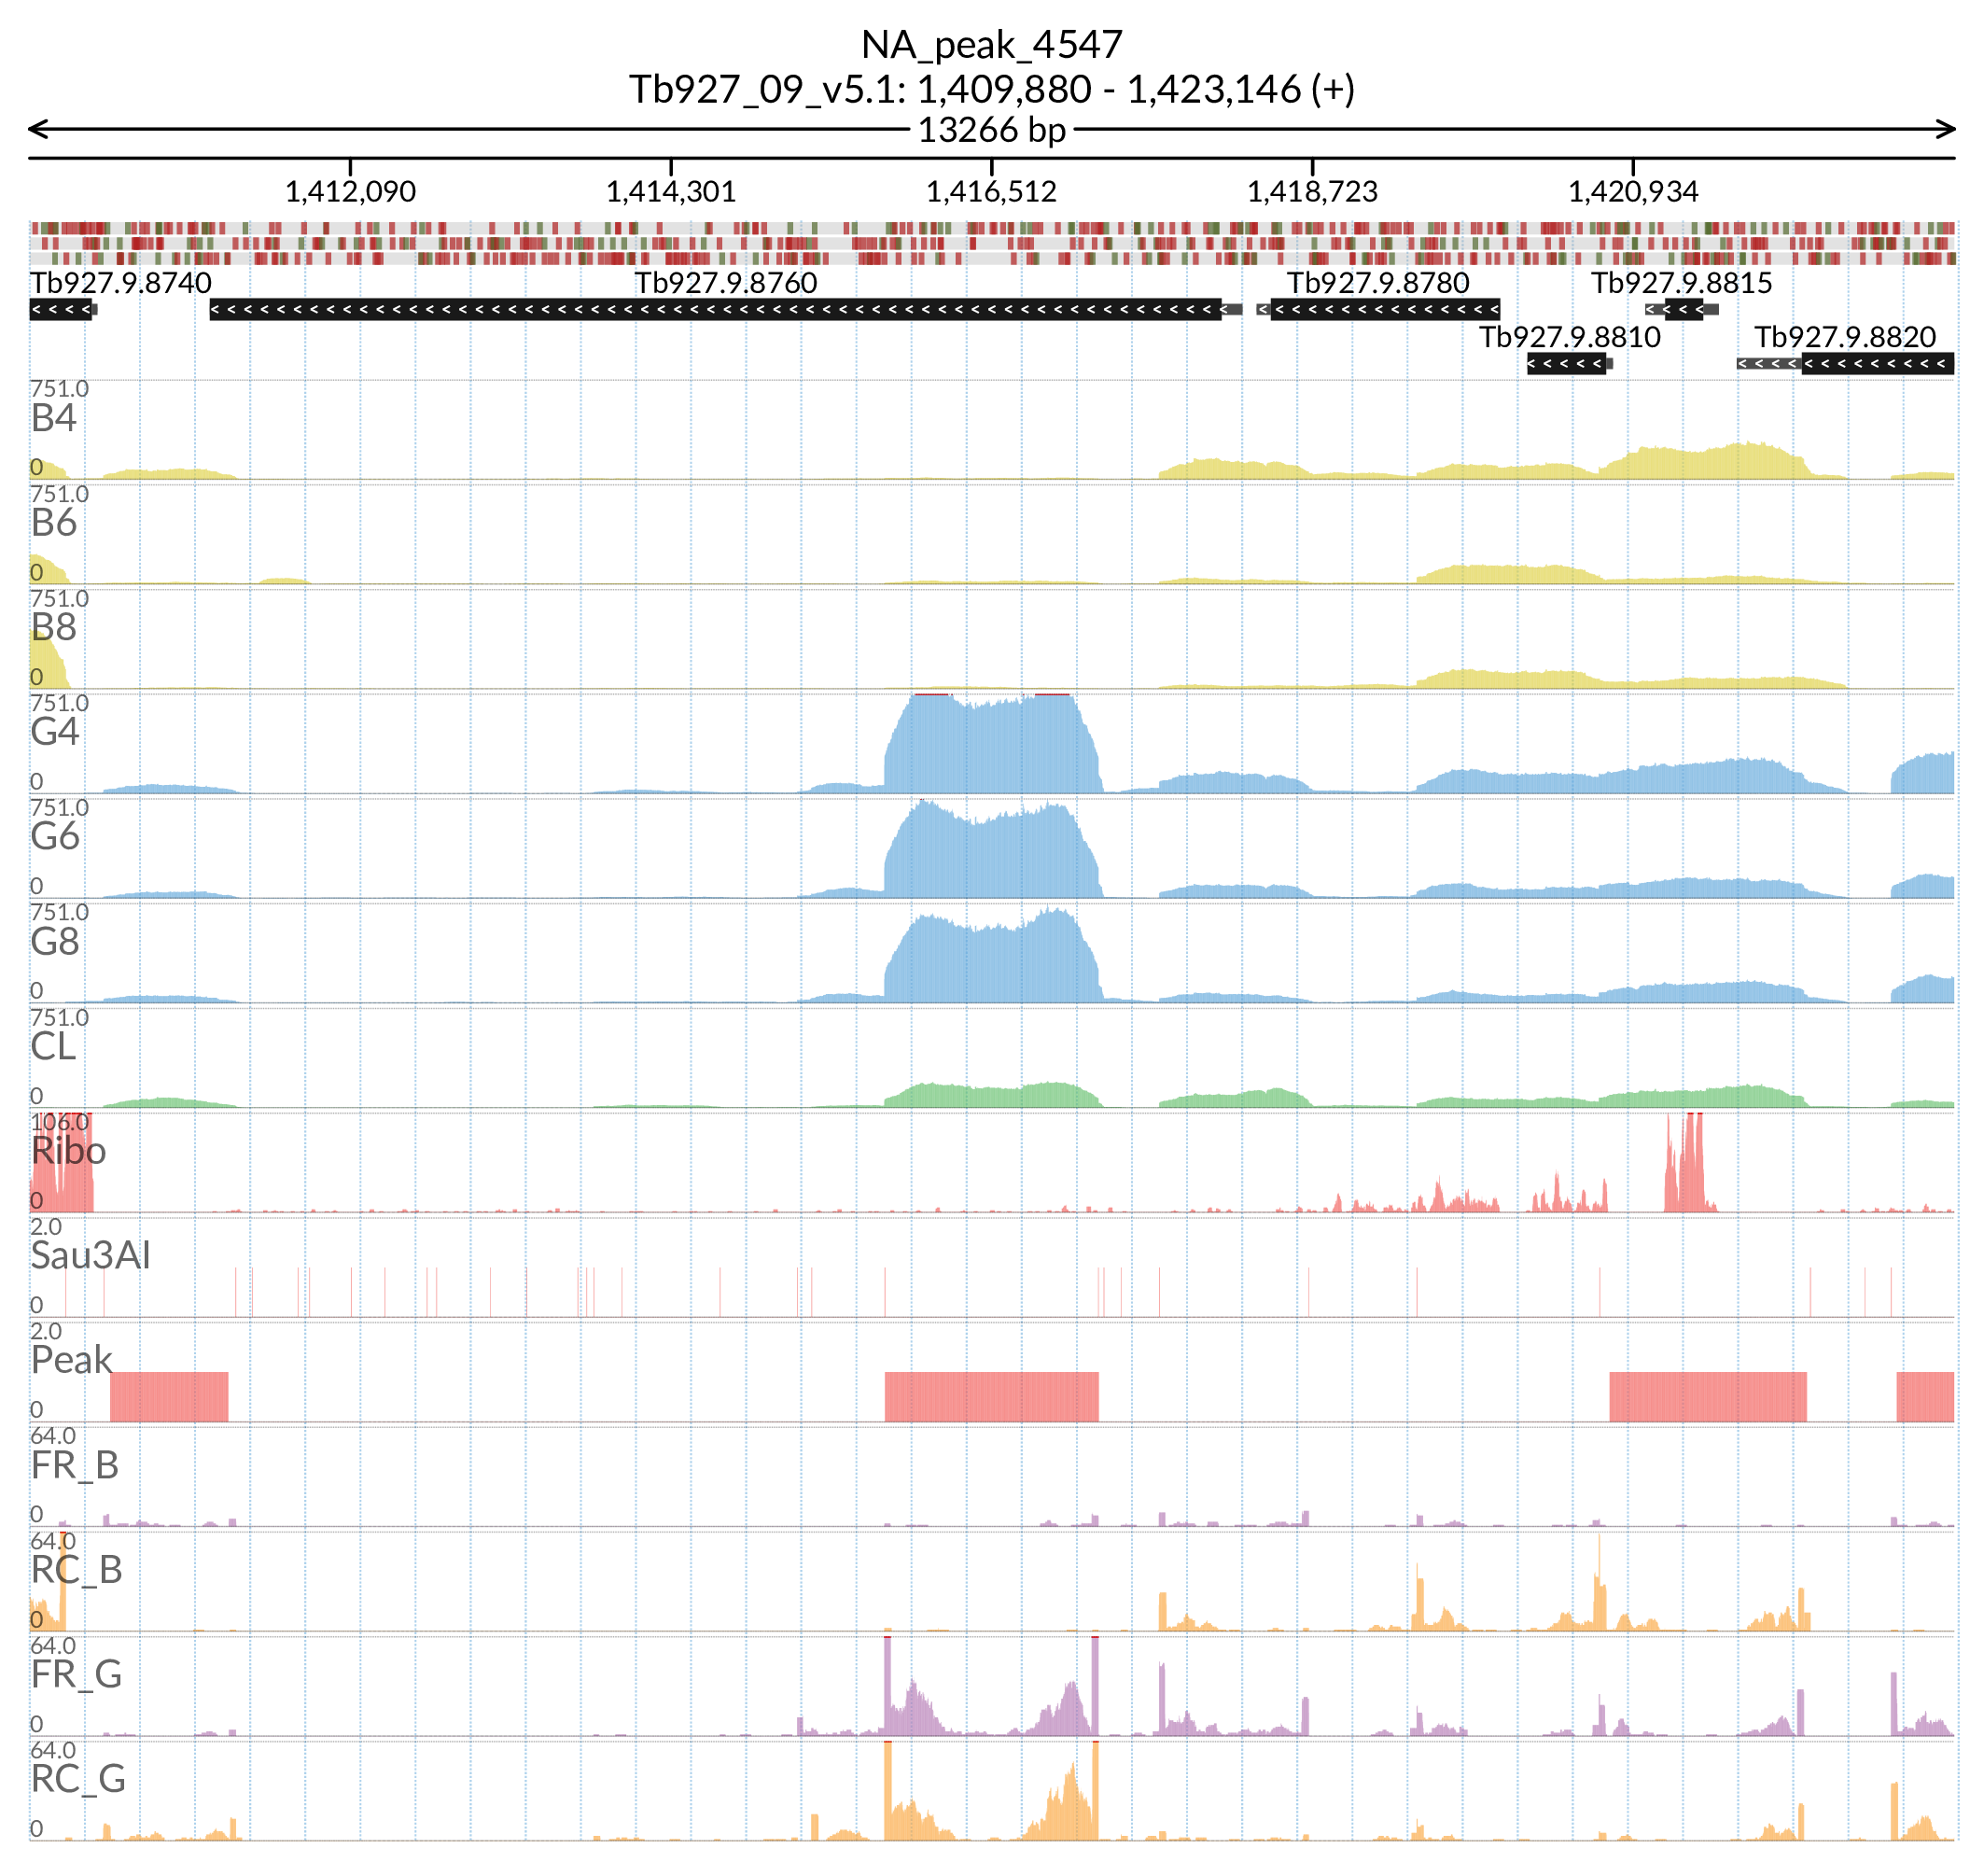 NA_peak_4547
Tb927_09_v5.1: 1,409,880 - 1,423,146 (+)
13266 bp
1,412,090 1,414,301 1,416,512 1,418,723 1,420,934
Tb927.9.8740 Tb927.9.8760 Tb927.9.8780 Tb927.9.8815
Tb927.9.8810 Tb927.9.8820
751.0
B4
0
751.0
B6
0
751.0
B8
0
751.0
G4
0
751.0
G6
0
751.0
G8
0
751.0
CL
0
106.0
Ribo
0
2.0
Sau3AI
0
2.0
Peak
0
64.0
FR_B
0
64.0
RC_B
0
64.0
FR_G
0
64.0
RC_G
0